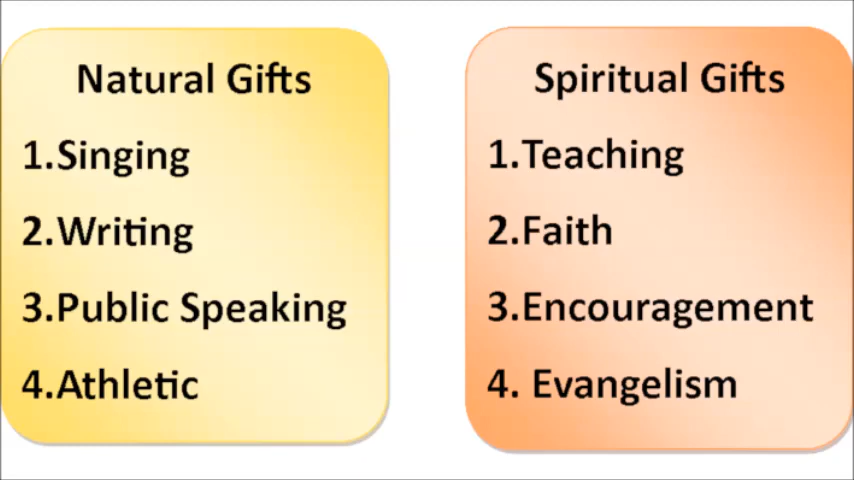 Natural Gifts
1.Singing
2.Writing
3.Public Speaking
4.Athletic
Spiritual Gifts
1.Teaching
2.Faith
3.Encouragement
4. Evangelism